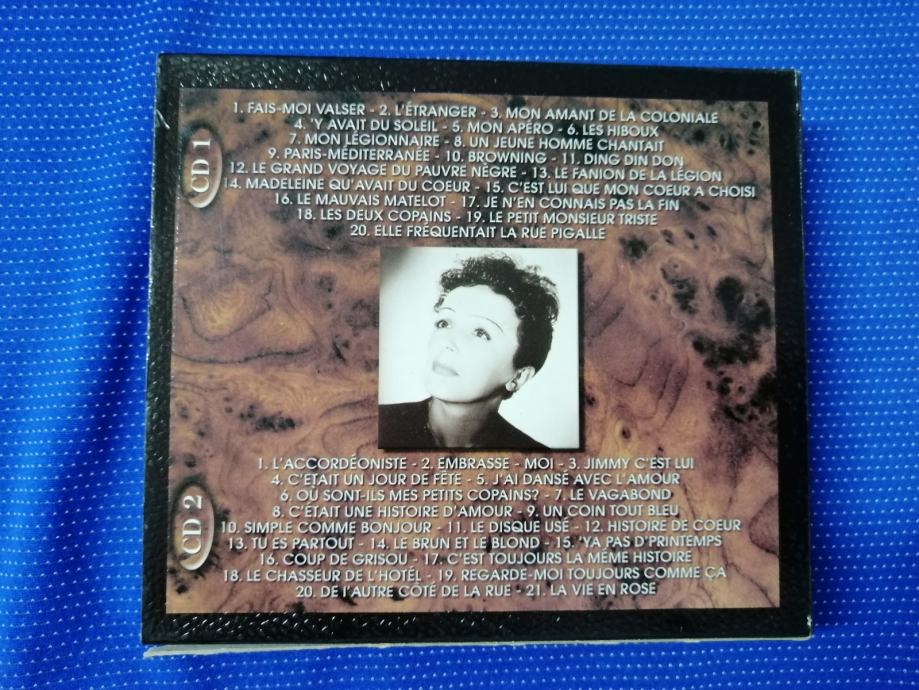 CD 1
1. FAIS-MOI VALSER - 2. L'ÉTRANGER - 3. MON AMANT DE LA COLONIALE
4. 'Y AVAIT DU SOLEIL - 5. MON APÉRO - 6. LES HIBOUX
7. MON LÉGIONNAIRE - 8. UN JEUNE HOMME CHANTAIT
9. PARIS-MÉDITERRANÉE - 10. BROWNING - 11. DING DIN DON
12. LE GRAND VOYAGE DU PAUVRE NÈGRE - 13. LE FANION DE LA LÉGION
14. MADELEINE QU'AVAIT DU COEUR - 15. C'EST LUI QUE MON COEUR A CHOISI
16. LE MAUVAIS MATELOT - 17. JE N'EN CONNAIS PAS LA FIN
18. LES DEUX COPAINS - 19. LE PETIT MONSIEUR TRISTE
20. ELLE FRÉQUENTAIT LA RUE PIGALLE
CD 2
1. L'ACCORDÉONISTE - 2. EMBRASSE - MOI - 3. JIMMY C'EST LUI
4. C'ÉTAIT UN JOUR DE FÊTE - 5. J'AI DANSÉ AVEC L'AMOUR
6. OÙ SONT-ILS MES PETITS COPAINS? - 7. LE VAGABOND
8. C'ÉTAIT UNE HISTOIRE D'AMOUR - 9. UN COIN TOUT BLEU
10. SIMPLE COMME BONJOUR - 11. LE DISQUE USÉ - 12. HISTOIRE DE COEUR
13. TU ES PARTOUT - 14. LE BRUN ET LE BLOND - 15. 'YA PAS D'PRINTEMPS
16. COUP DE GRISOU - 17. C'EST TOUJOURS LA MÉME HISTOIRE
18. LE CHASSEUR DE L'HOTÊL - 19. REGARDE-MOI TOUJOURS COMME ÇA
20. DE I'AUTRE CÔTÉ DE LA RUE - 21. LA VIE EN ROSE